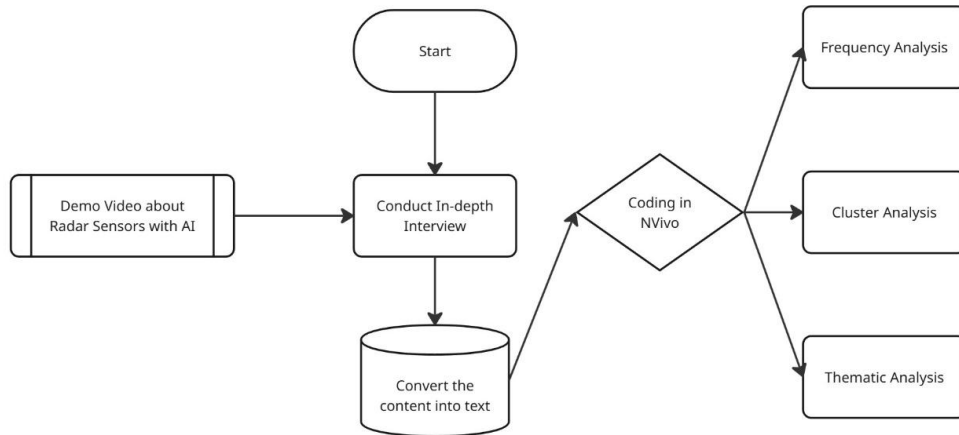 Start
Demo Video about
Radar Sensors with AI
Conduct In-depth
Interview
Convert the
content into text
Coding in
NVivo
Frequency Analysis
Cluster Analysis
Thematic Analysis